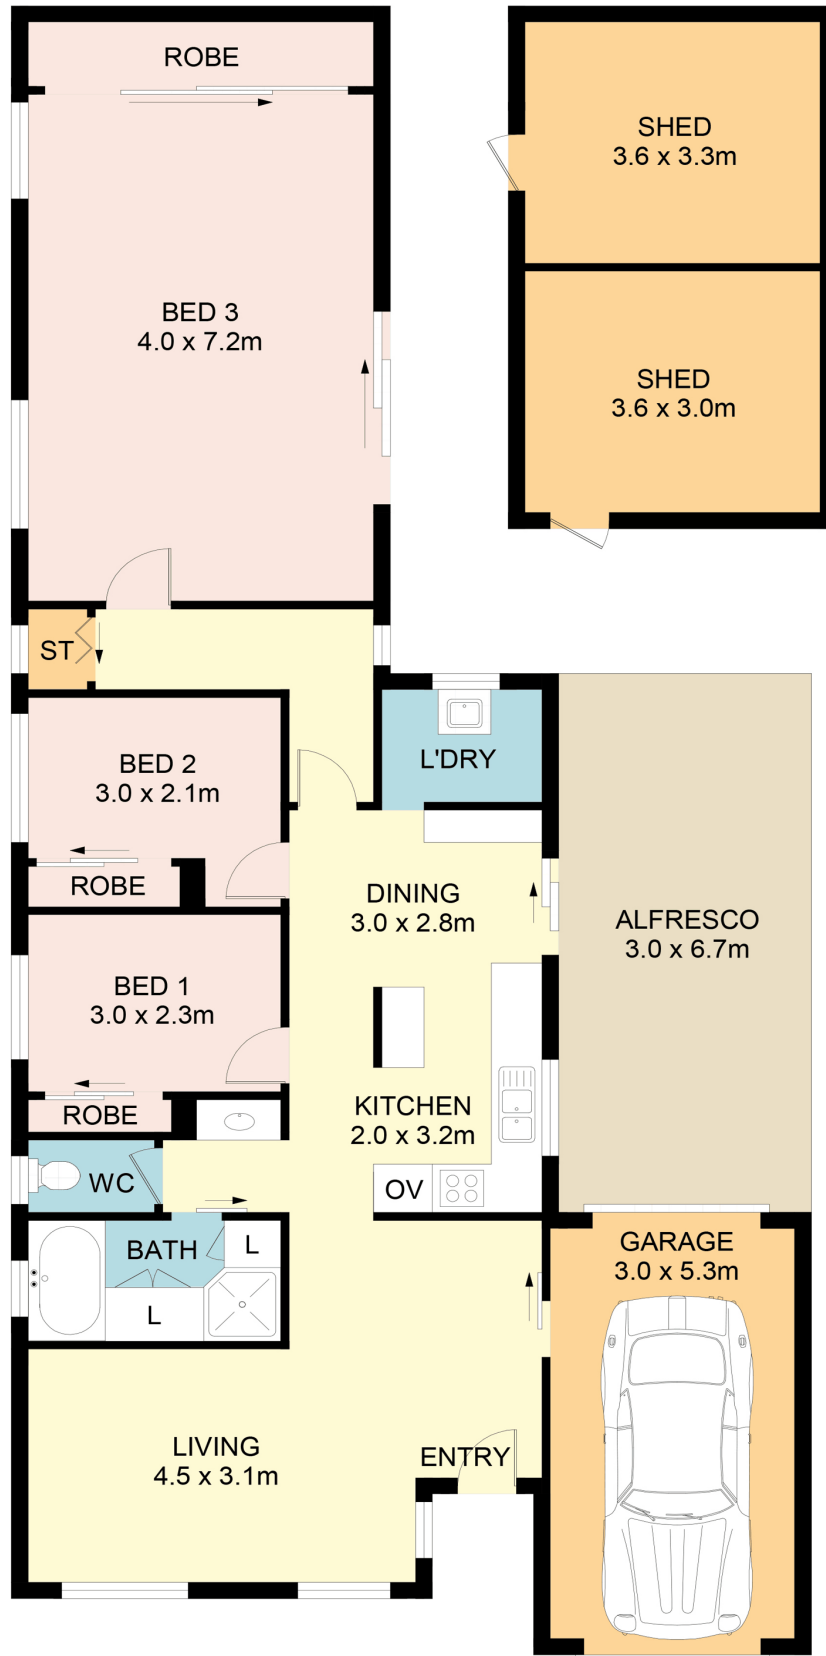 ROBE
SHED
3.6 x 3.3m
BED 3
4.0 x 7.2m
SHED
3.6 x 3.0m
ST
BED 2
3.0 x 2.1m
L'DRY
ROBE
DINING
3.0 x 2.8m
ALFRESCO
3.0 x 6.7m
BED 1
3.0 x 2.3m
ROBE
KITCHEN
2.0 x 3.2m
WC
OV
BATH
L
L
GARAGE
3.0 x 5.3m
LIVING
4.5 x 3.1m
ENTRY